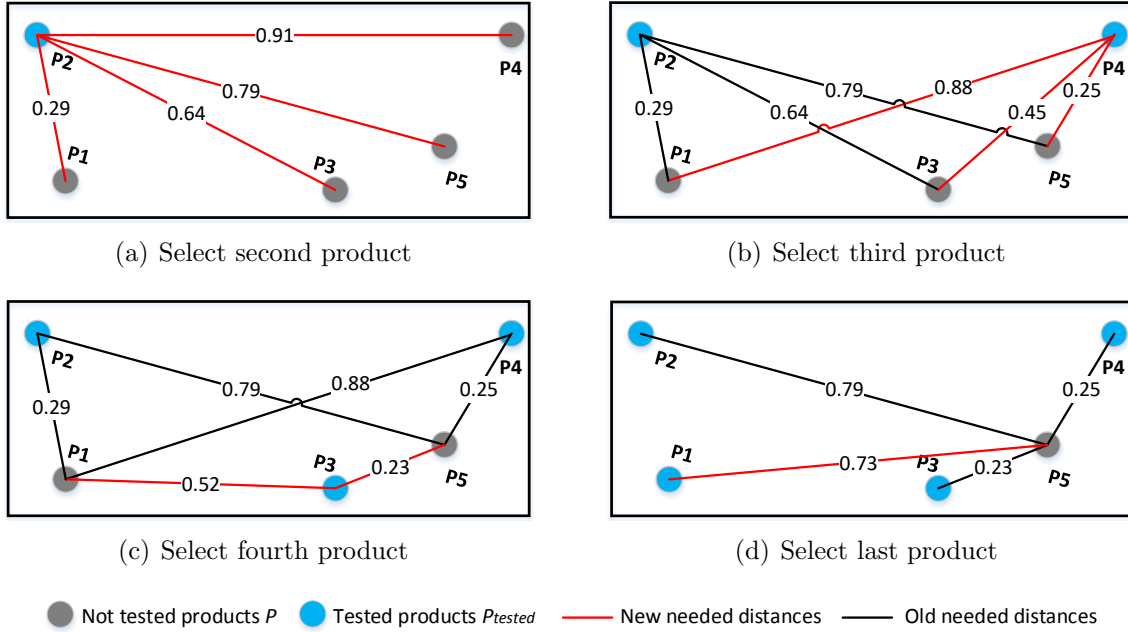 0.91
P2
P4
0.79
0.29
0.64
P1
P3
P5
(a) Select second product
P2
P4
0.79
0.88
0.25
0.29
0.64
0.45
P1
P3
P5
(b) Select third product
P2
P4
0.79
0.88
0.25
0.29
P1
P3
0.23
P5
0.52
(c) Select fourth product
P2
P4
0.79
0.25
P1
0.73
P3
0.23
P5
(d) Select last product
Not tested products P
Tested products Ptested
New needed distances
Old needed distances